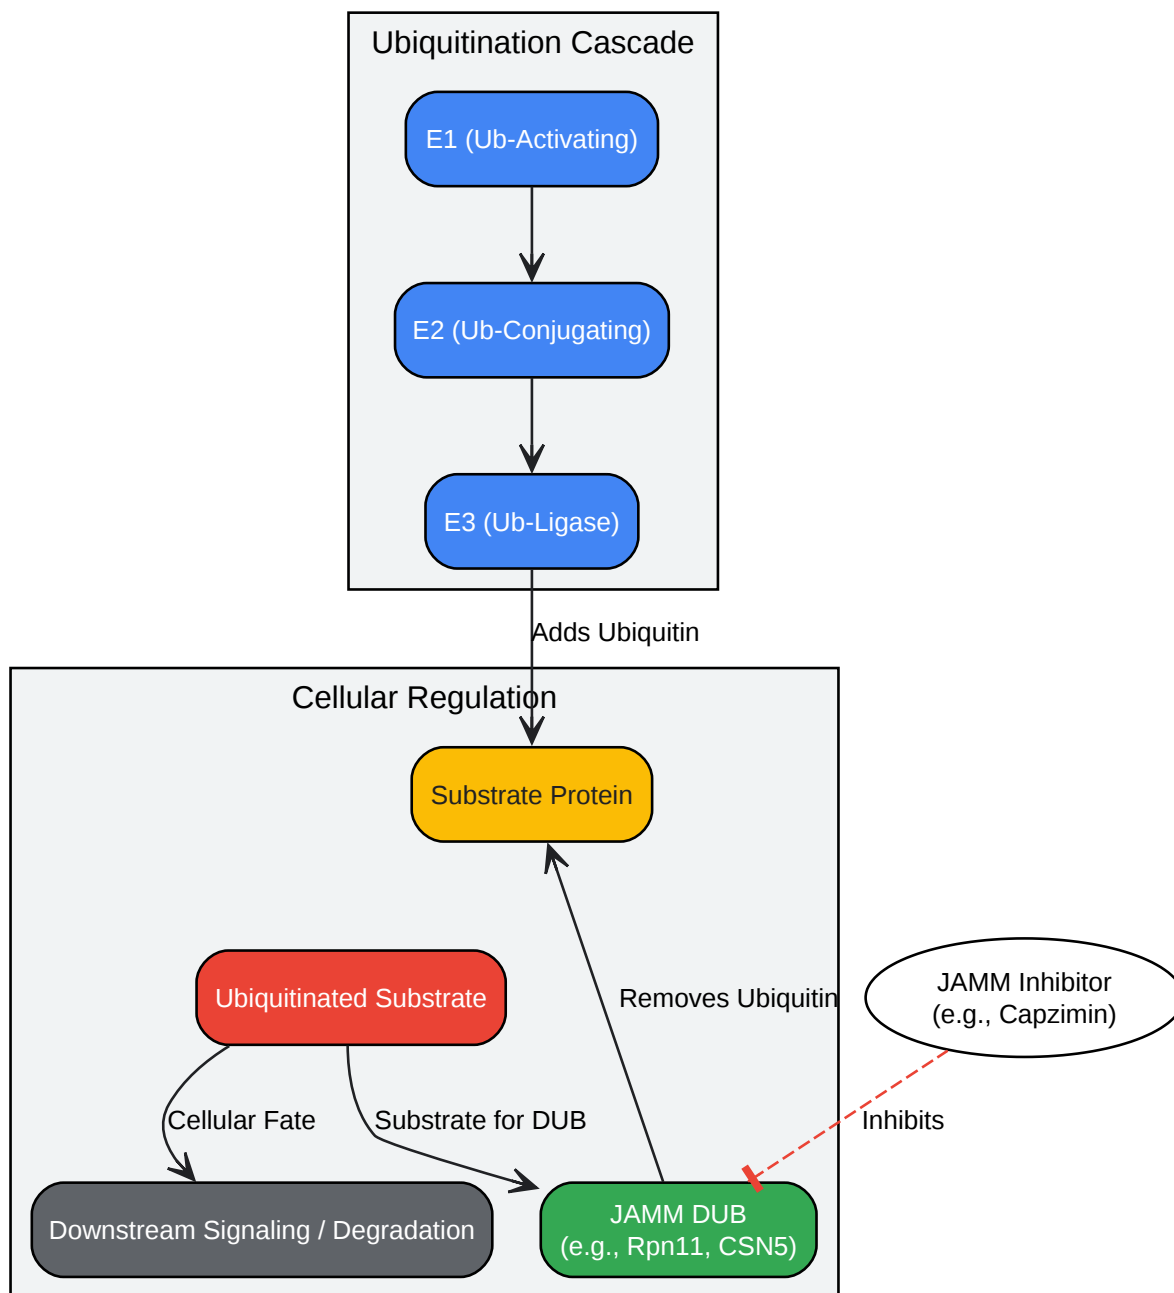 Ubiquitination Cascade
E1 (Ub-Activating)
E2 (Ub-Conjugating)
E3 (Ub-Ligase)
Adds Ubiquitin
Cellular Regulation
Substrate Protein
Ubiquitinated Substrate
Removes Ubiquitin
JAMM Inhibitor
(e.g., Capzimin)
Cellular Fate
Substrate for DUB
Inhibits
Downstream Signaling / Degradation
JAMM DUB
(e.g., Rpn11, CSN5)